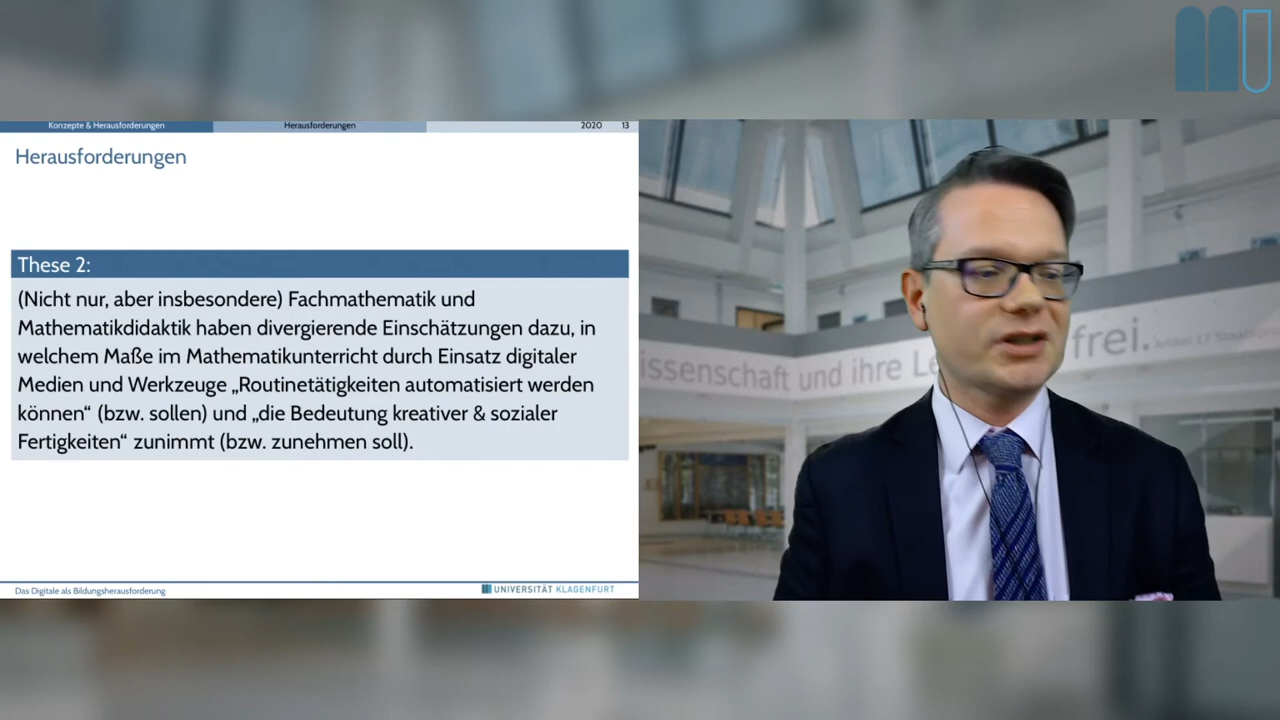 Konzepte & Herausforderungen
Herausforderungen
2020 13
Herausforderungen
These 2:
(Nicht nur, aber insbesondere) Fachmathematik und
Mathematikdidaktik haben divergierende Einschätzungen dazu, in
welchem Maße im Mathematikunterricht durch Einsatz digitaler
Medien und Werkzeuge „Routinetätigkeiten automatisiert werden
können“ (bzw. sollen) und „die Bedeutung kreativer & sozialer
Fertigkeiten“ zunimmt (bzw. zunehmen soll).
Das Digitale als Bildungsherausforderung
UNIVERSITÄT KLAGENFURT
issenschaft und ihre Le frei.
Artikel 17